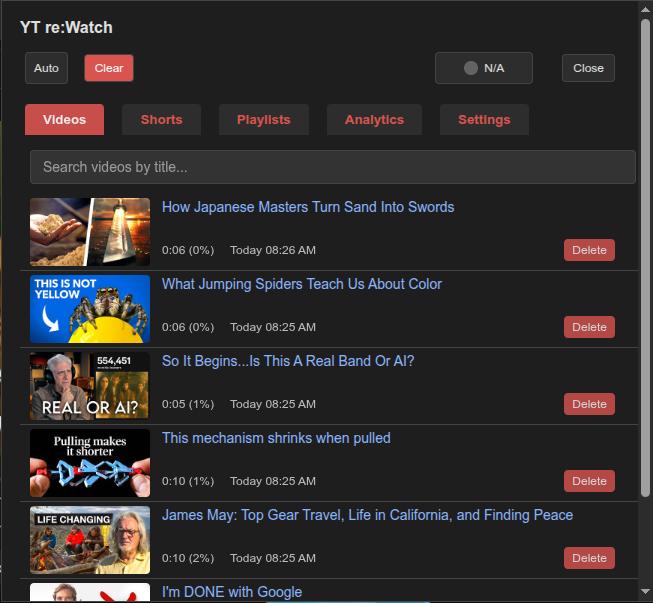 YT re:Watch
Auto
Clear
N/A
Close
Videos
Shorts
Playlists
Analytics
Settings
Search videos by title...
How Japanese Masters Turn Sand Into Swords
0:06 (0%) Today 08:26 AM
Delete
THIS IS NOT
YELLOW
What Jumping Spiders Teach Us About Color
0:06 (0%) Today 08:25 AM
Delete
554,451
REAL OR AI?
So It Begins...Is This A Real Band Or AI?
0:05 (1%) Today 08:25 AM
Delete
Pulling makes
it shorter
This mechanism shrinks when pulled
0:10 (1%) Today 08:25 AM
Delete
LIFE CHANGING
James May: Top Gear Travel, Life in California, and Finding Peace
0:10 (2%) Today 08:25 AM
Delete
I'm DONE with Google